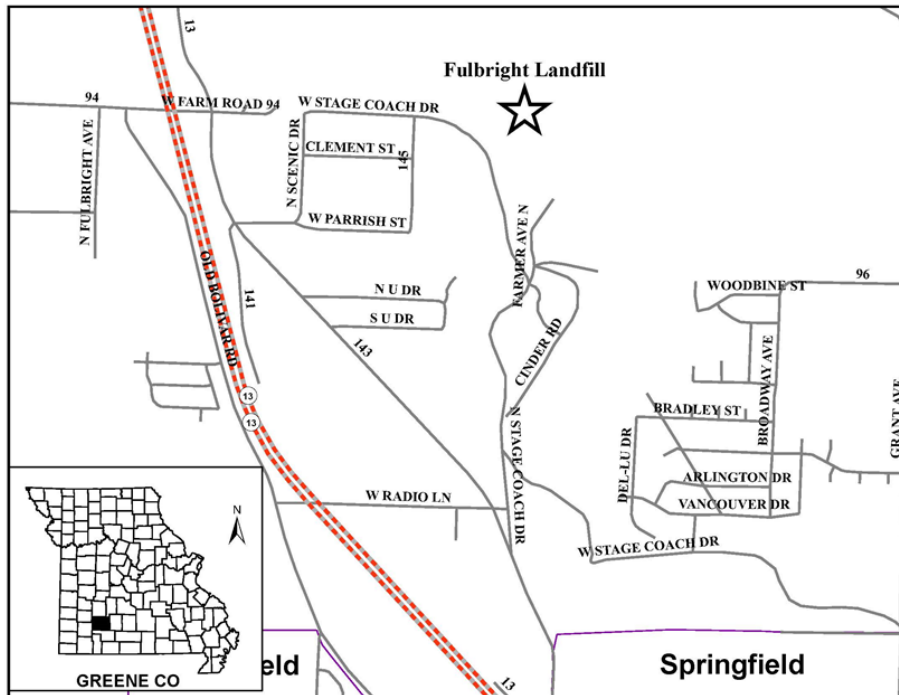 13
Fulbright Landfill
94
W FARM ROAD 94
W STAGE COACH DR
N FULBRIGHT AVE
N SCENIC DR
CLEMENT ST
145
W PARRISH ST
FARMER AVE N
OLD BOLIVAR RD
141
N U DR
S U DR
143
CINDER RD
96
WOODBINE ST
BROADWAY AVE
GRANT AVE
13
13
BRADLEY ST
DEL-LU DR
N STAGE COACH DR
ARLINGTON DR
VANCOUVER DR
W RADIO LN
W STAGE COACH DR
N
GREENE CO
eld
Springfield
13